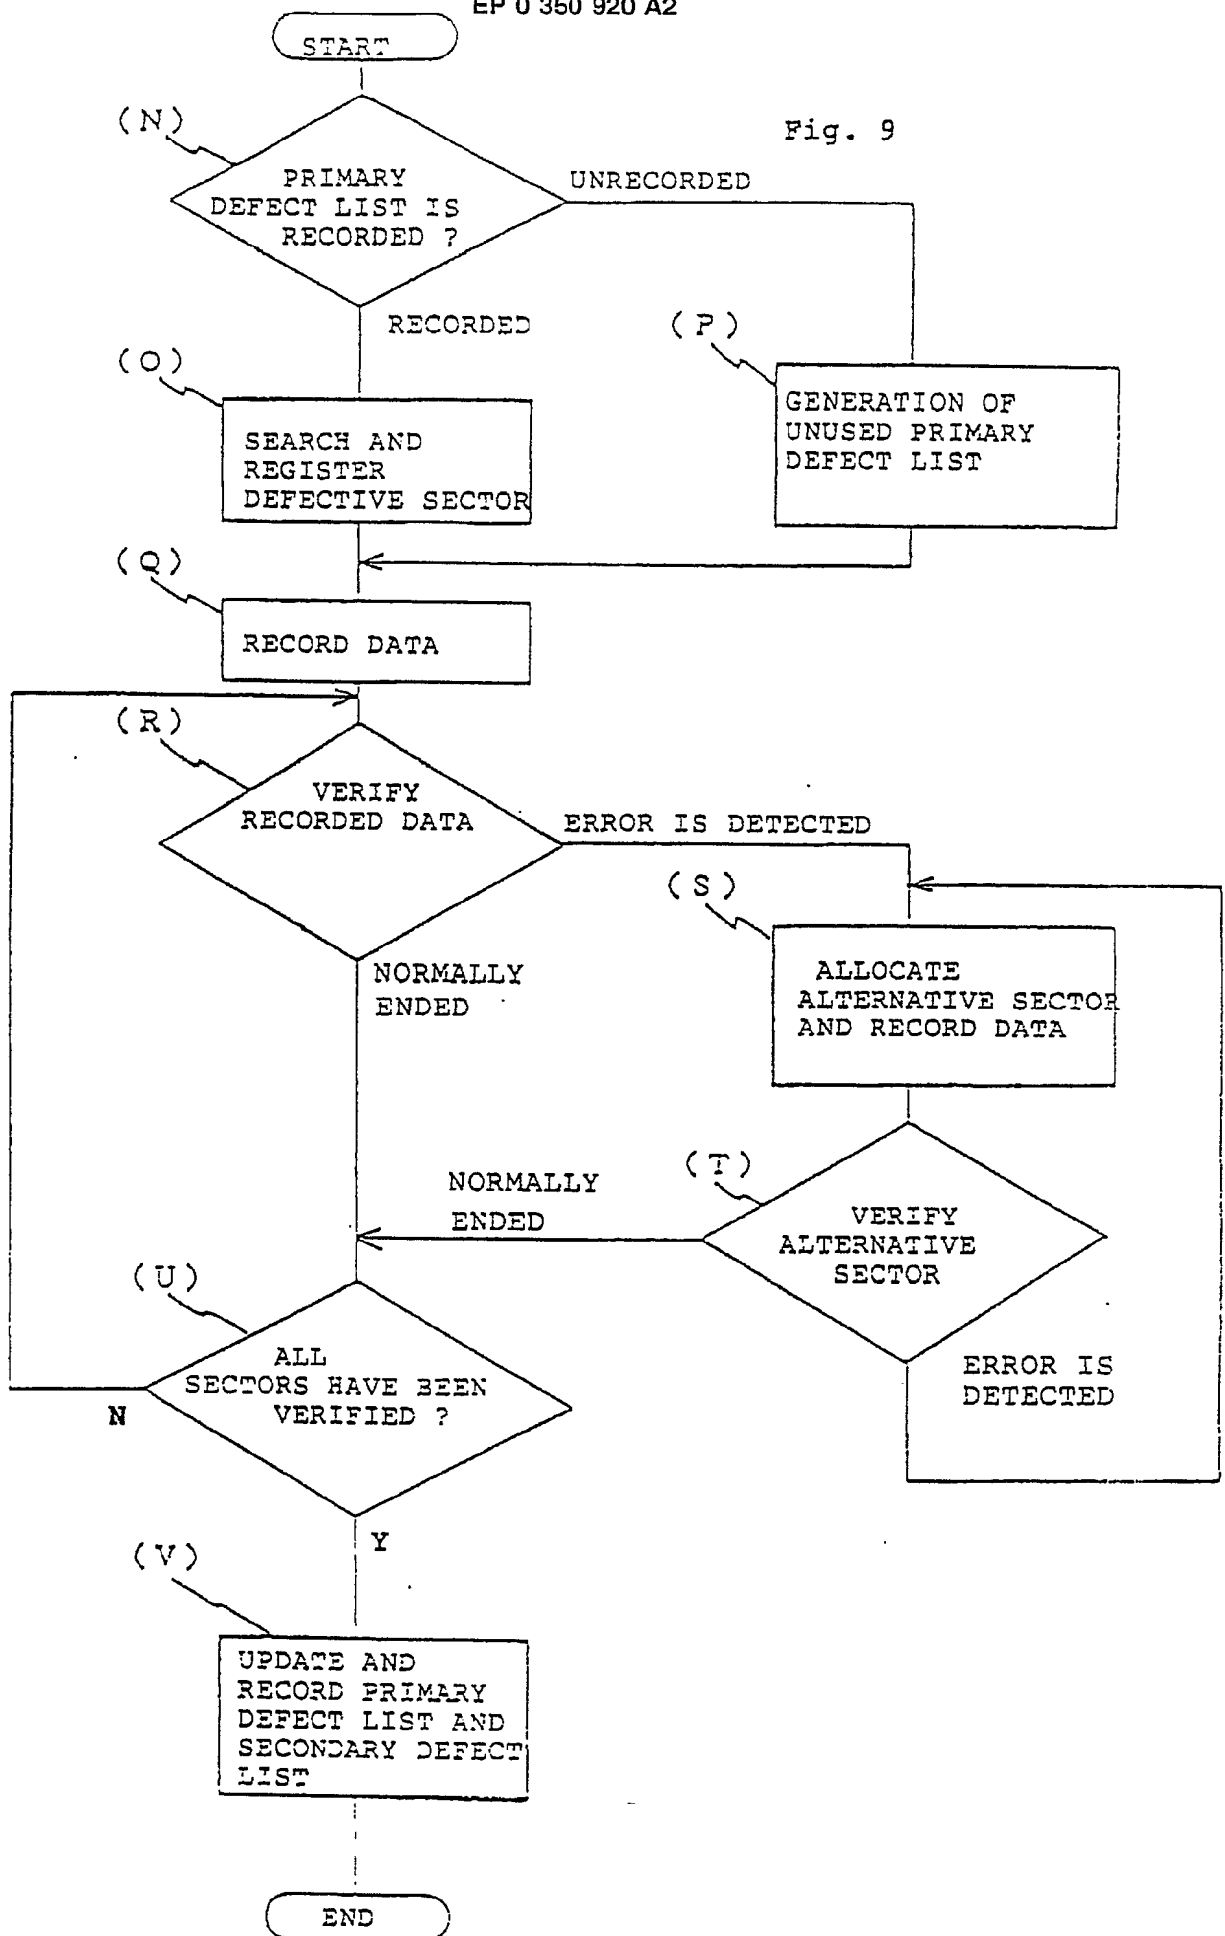 EP 0 350 920 A2
START
(N)
Fig. 9
PRIMARY
DEFECT LIST IS
RECORDED ?
UNRECORDED
RECORDED
(P)
(O)
GENERATION OF
UNUSED PRIMARY
DEFECT LIST
SEARCH AND
REGISTER
DEFECTIVE SECTOR
(Q)
RECORD DATA
(R)
VERIFY
RECORDED DATA
ERROR IS DETECTED
(S)
NORMALLY
ENDED
ALLOCATE
ALTERNATIVE SECTOR
AND RECORD DATA
(T)
NORMALLY
ENDED
VERIFY
ALTERNATIVE
SECTOR
(U)
ALL
SECTORS HAVE BEEN
VERIFIED ?
ERROR IS
DETECTED
N
Y
(V)
UPDATE AND
RECORD PRIMARY
DEFECT LIST AND
SECONDARY DEFECT
LIST
END